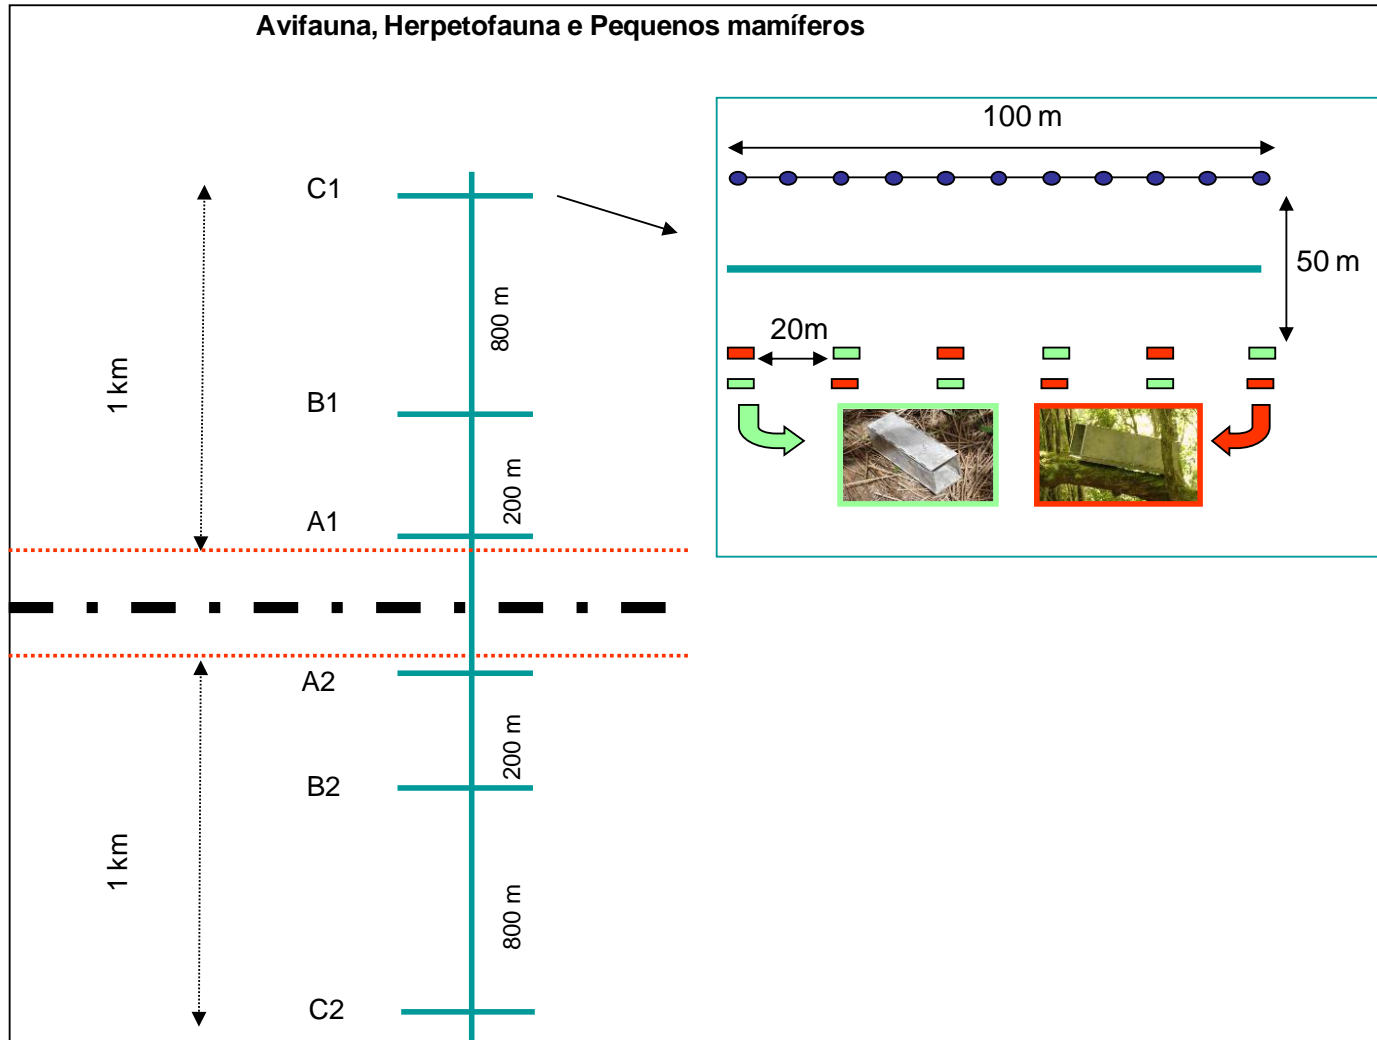 Avifauna, Herpetofauna e Pequenos mamíferos
100 m
C1
50 m
800 m
20m
1 km
B1
200 m
A1
A2
200 m
B2
1 km
800 m
C2